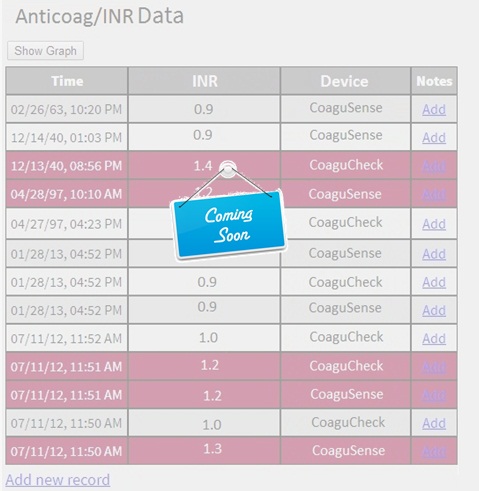 Anticoag/INR Data
Show Graph
Time INR Device Notes
02/26/63, 10:20 PM 0.9 CoaguSense Add
12/14/40, 01:03 PM 0.9 CoaguSense Add
12/13/40, 08:56 PM 1.4 CoaguCheck Add
04/28/97, 10:10 AM 1.2 CoaguSense Add
04/27/97, 04:23 PM CoaguCheck Add
01/28/13, 04:52 PM CoaguSense Add
Coming
Soon
01/28/13, 04:52 PM 0.9 CoaguCheck Add
01/28/13, 04:52 PM 0.9 CoaguSense Add
07/11/12, 11:52 AM 1.0 CoaguCheck Add
07/11/12, 11:51 AM 1.2 CoaguCheck Add
07/11/12, 11:51 AM 1.2 CoaguSense Add
07/11/12, 11:50 AM 1.0 CoaguCheck Add
07/11/12, 11:50 AM 1.3 CoaguSense Add
Add new record